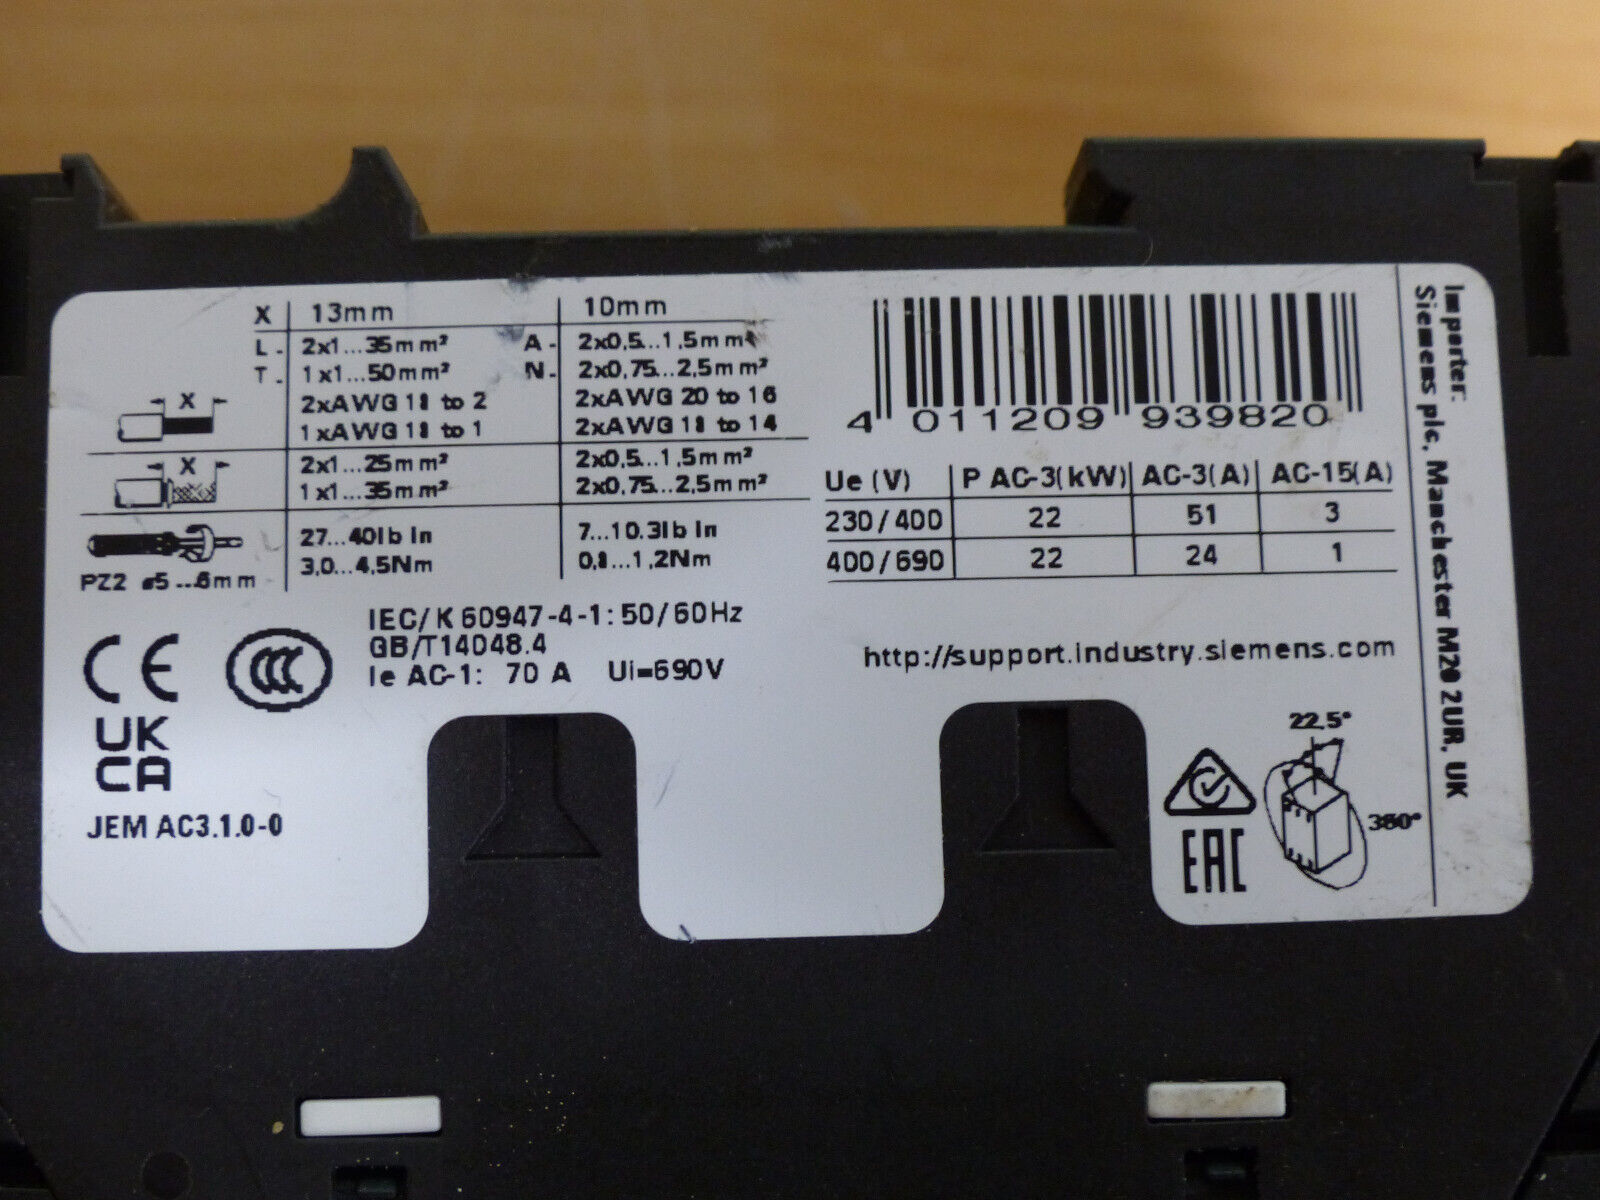 X 13mm 10mm
L - 2x1...35mm² A - 2x0,5...1,5mm²
T - 1x1...50mm² N - 2x0,75...2,5mm²
2xAWG 18 to 2 2xAWG 20 to 16
1xAWG 18 to 1 2xAWG 18 to 14
X 2x1...25mm² 2x0,5...1,5mm²
1x1...35mm² 2x0,75...2,5mm²
27...40lb in 7...10.3lb in
PZ2 ø5...6mm 3,0...4,5Nm 0,8...1,2Nm
IEC/K 60947-4-1: 50/60Hz
GB/T14048.4
Ie AC-1: 70 A Ui=690V
CE CCC
UK
CA
JEM AC3.1.0-0
4 011209 939820
Ue (V) P AC-3(kW) AC-3(A) AC-15(A)
230/400 22 51 3
400/690 22 24 1
http://support.industry.siemens.com
22,5°
360°
EAC
Importer:
Siemens plc, Manchester M20 2UR, UK